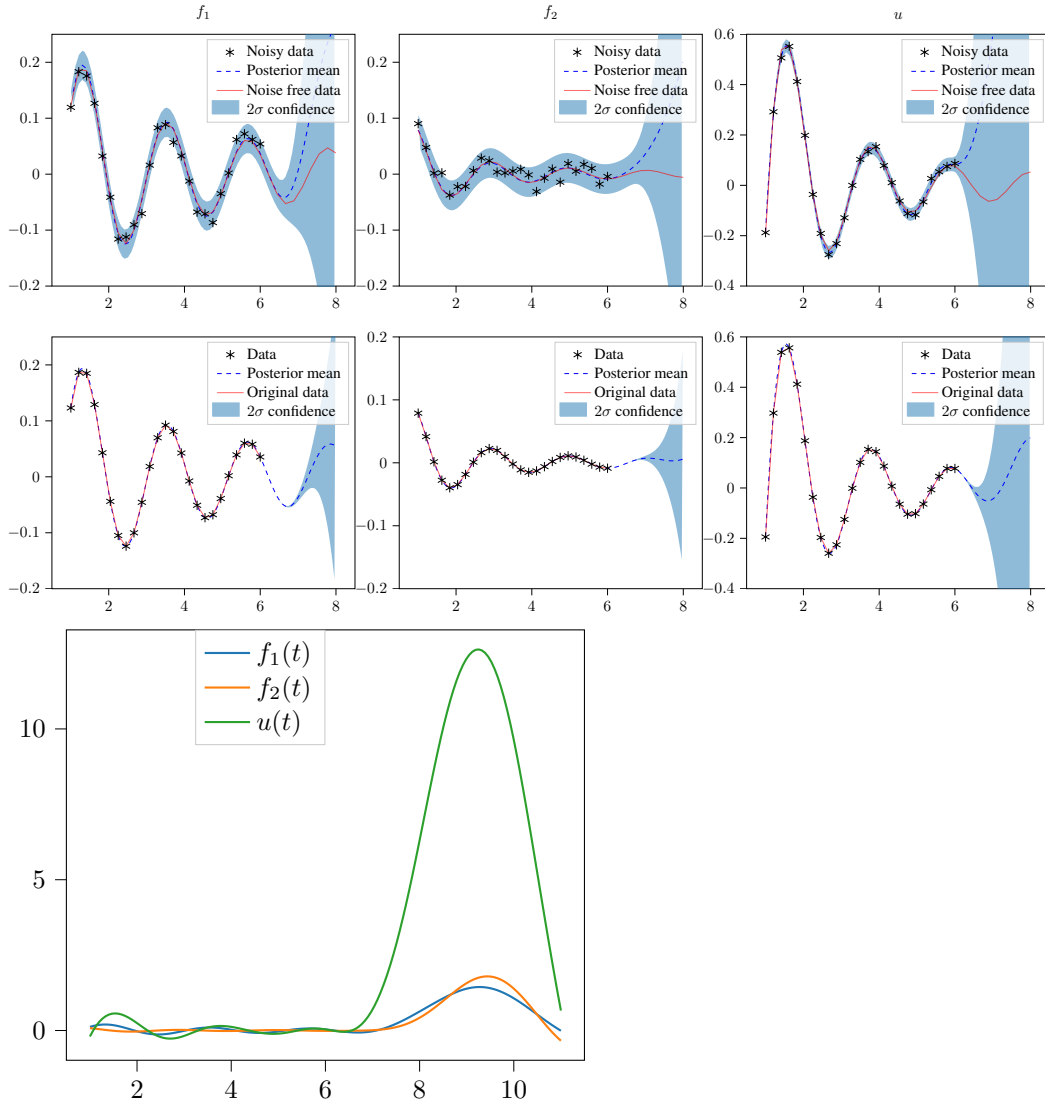 f₁ f₂ u
0.2
0.1
0
−0.1
−0.2
2 4 6 8
Noisy data
Posterior mean
Noise free data
2σ confidence
0.2
0.1
0
−0.1
−0.2
2 4 6 8
Noisy data
Posterior mean
Noise free data
2σ confidence
0.6
0.4
0.2
0
−0.2
−0.4
2 4 6 8
Noisy data
Posterior mean
Noise free data
2σ confidence
0.2
0.1
0
−0.1
−0.2
2 4 6 8
Data
Posterior mean
Original data
2σ confidence
0.2
0.1
0
−0.1
−0.2
2 4 6 8
Data
Posterior mean
Original data
2σ confidence
0.6
0.4
0.2
0
−0.2
−0.4
2 4 6 8
Data
Posterior mean
Original data
2σ confidence
f₁(t)
f₂(t)
u(t)
10
5
0
2 4 6 8 10